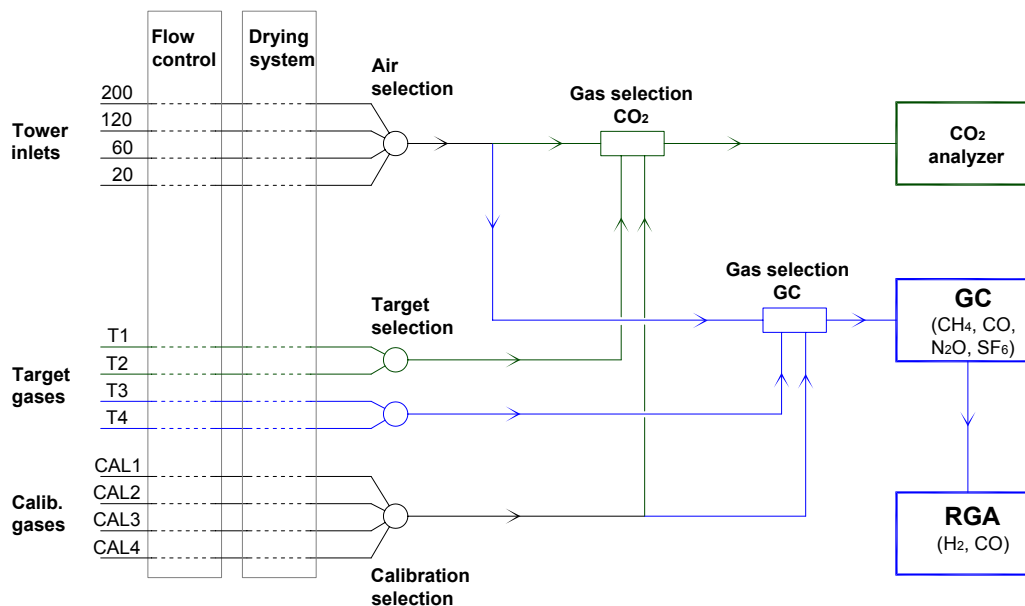 Flow
control
Drying
system
Air
selection
Tower
inlets
200
120
60
20
Gas selection
CO₂
CO₂
analyzer
Gas selection
GC
GC
(CH₄, CO,
N₂O, SF₆)
Target
selection
Target
gases
T1
T2
T3
T4
Calib.
gases
CAL1
CAL2
CAL3
CAL4
Calibration
selection
RGA
(H₂, CO)